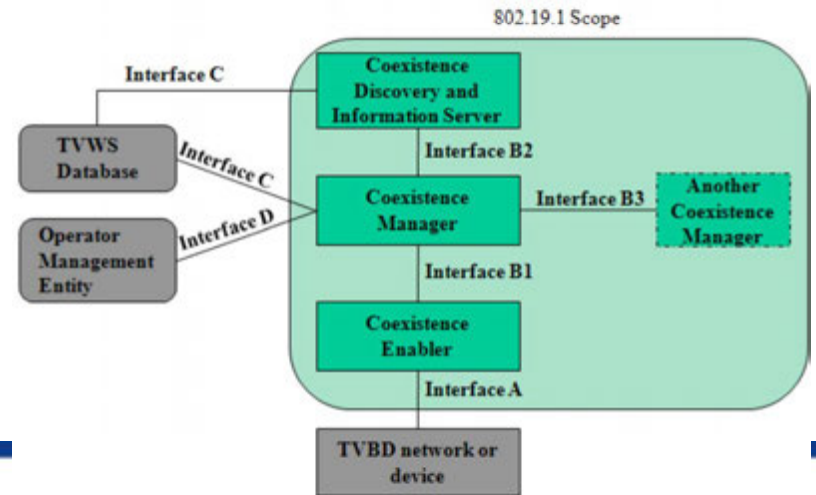 802.19.1 Scope
Interface C
Coexistence
Discovery and
Information Server
TVWS
Database
Interface C
Interface B2
Operator
Management
Entity
Interface D
Coexistence
Manager
Interface B3
Another
Coexistence
Manager
Interface B1
Coexistence
Enabler
Interface A
TVBD network or
device